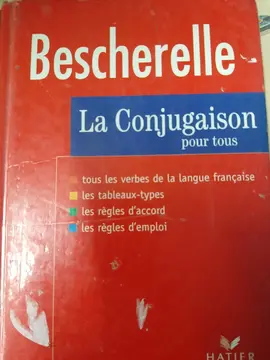 Bescherelle
La Conjugaison
pour tous
tous les verbes de la langue française
les tableaux-types
les règles d'accord
les règles d'emploi
HATIER